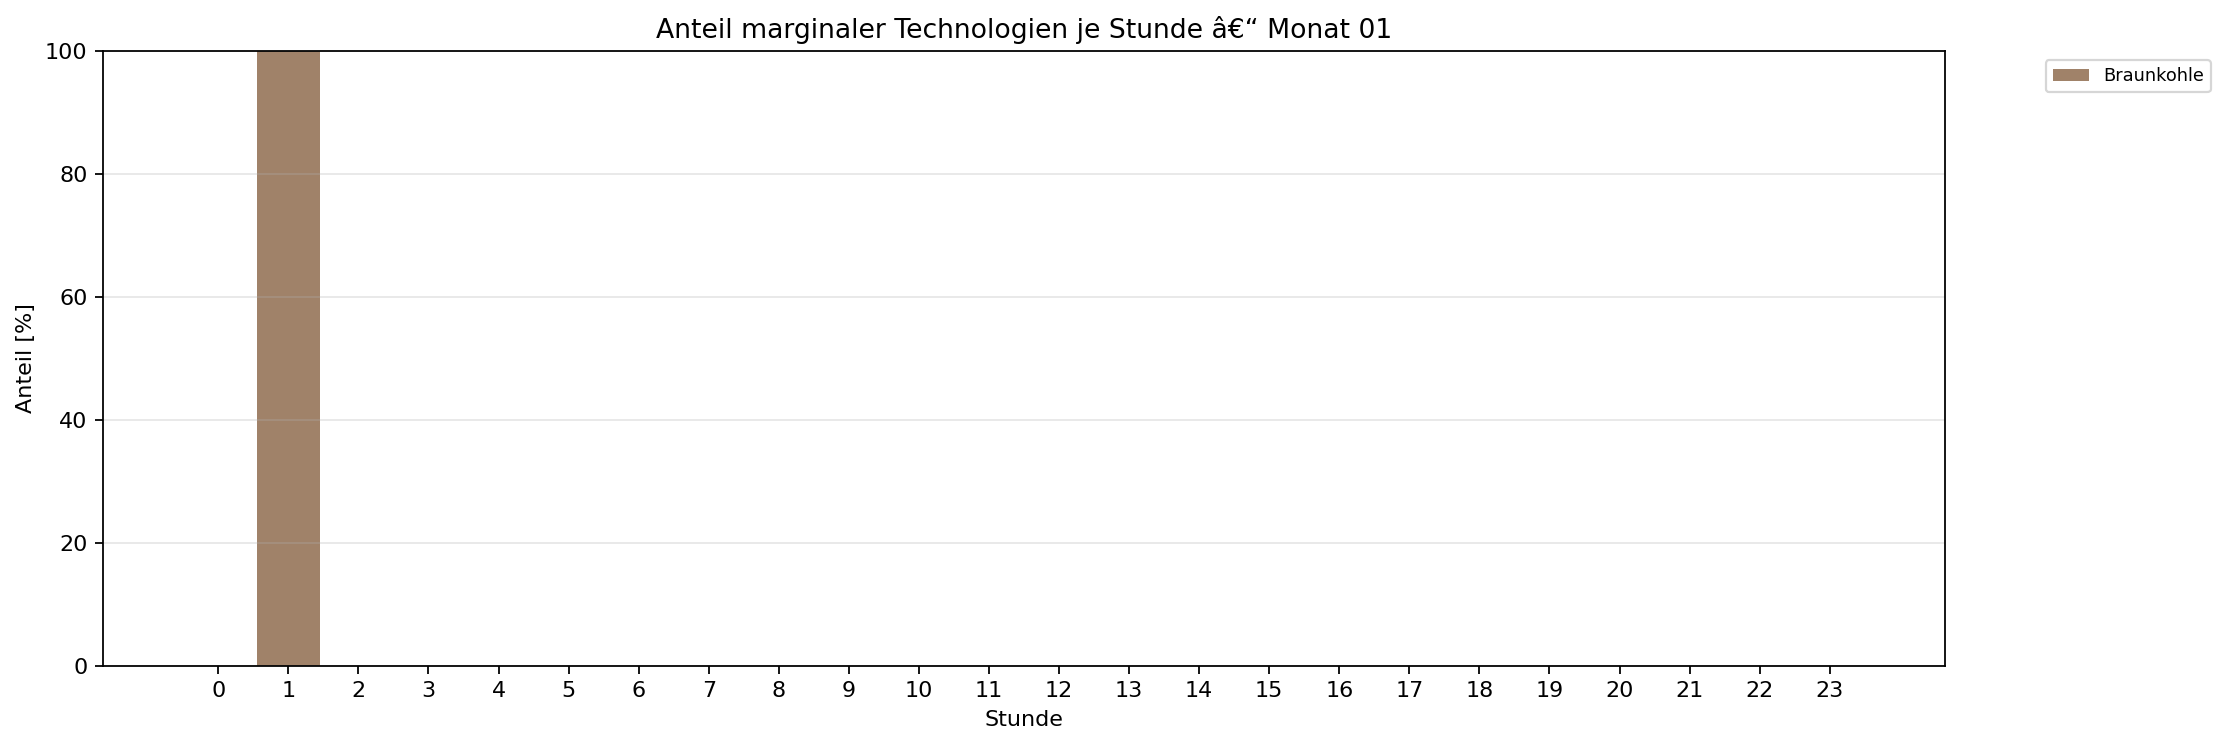 Anteil marginaler Technologien je Stunde â€“ Monat 01
Braunkohle
Anteil [%]
100
80
60
40
20
0
0 1 2 3 4 5 6 7 8 9 10 11 12 13 14 15 16 17 18 19 20 21 22 23
Stunde